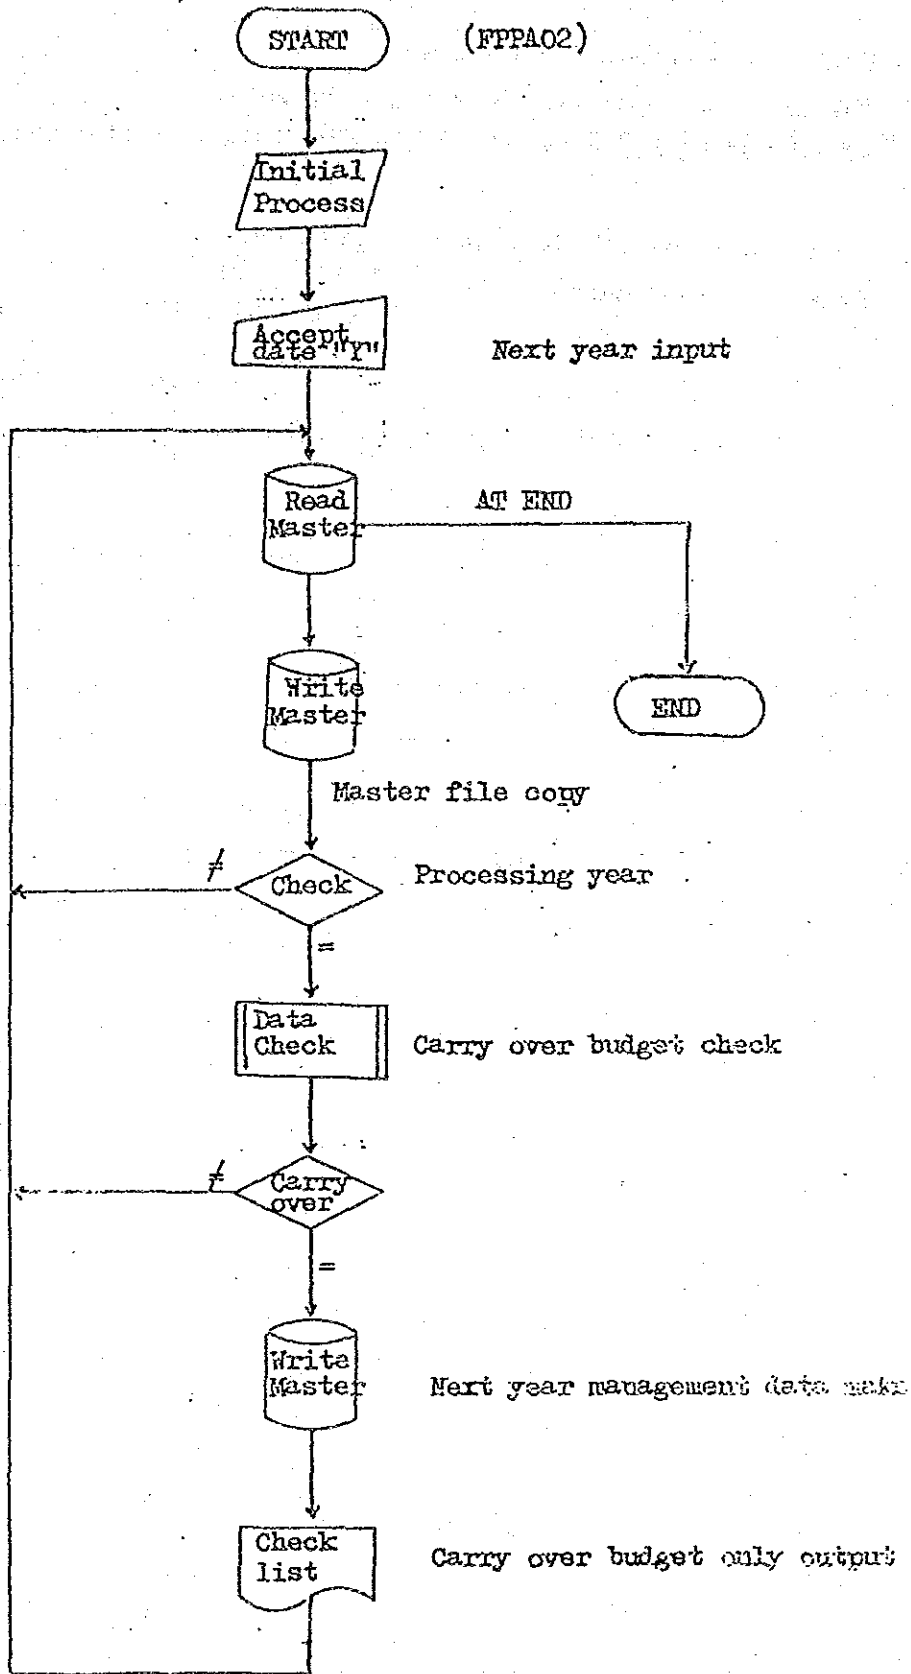 START (FPPA02)
Initial
Process
Accept
date "Y"
Next year input
Read
Master
AT END
Write
Master
END
Master file copy
≠
Check
Processing year
=
Data
Check
Carry over budget check
≠
Carry
over
=
Write
Master
Next year management data make
Check
list
Carry over budget only output